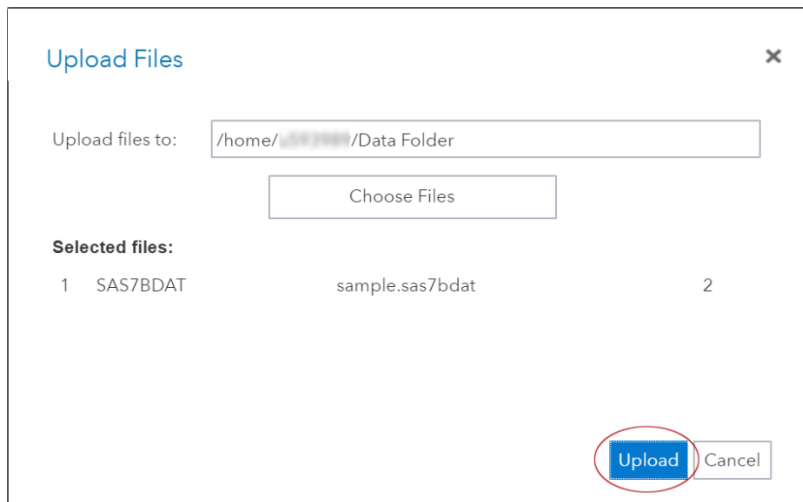 Upload Files
Upload files to: /home/ /Data Folder
Choose Files
Selected files:
1 SAS7BDAT sample.sas7bdat 2
Upload Cancel